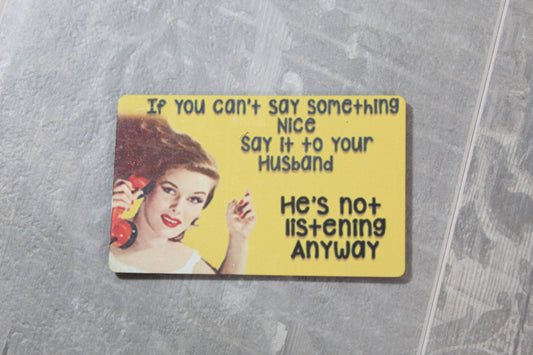 If you can't say something
Nice
Say it to your
Husband
He's not
listening
Anyway